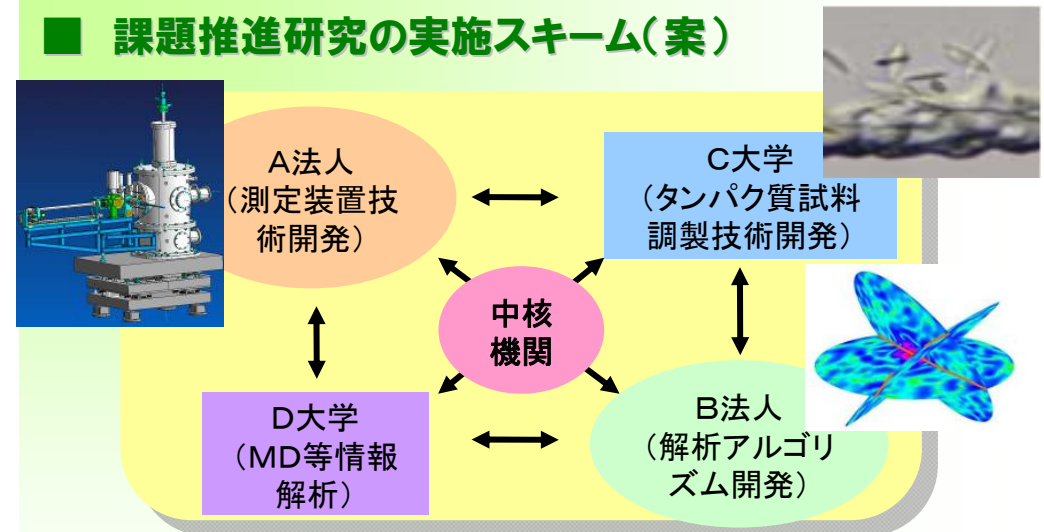 ■ 課題推進研究の実施スキーム（案）
A法人
（測定装置技
術開発）
C大学
（タンパク質試料
調製技術開発）
中核
機関
D大学
（MD等情報
解析）
B法人
（解析アルゴリ
ズム開発）